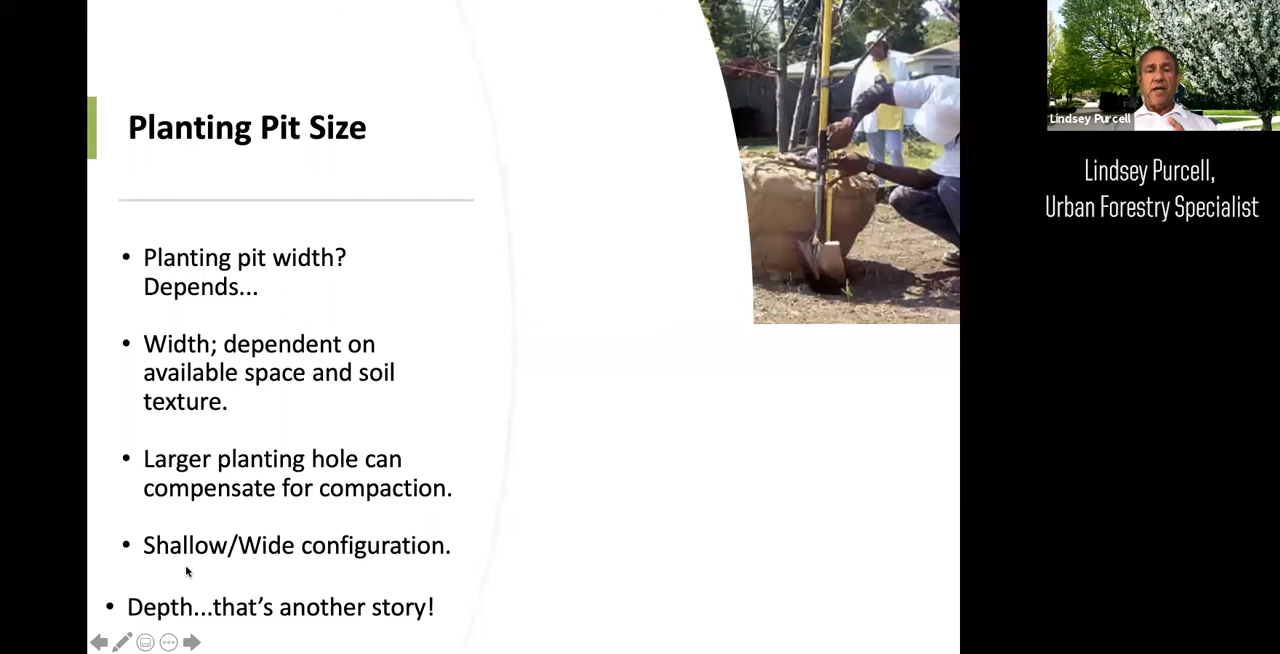 Planting Pit Size
• Planting pit width?
Depends...
• Width; dependent on
available space and soil
texture.
• Larger planting hole can
compensate for compaction.
• Shallow/Wide configuration.
• Depth...that's another story!
Lindsey Purcell
Lindsey Purcell,
Urban Forestry Specialist